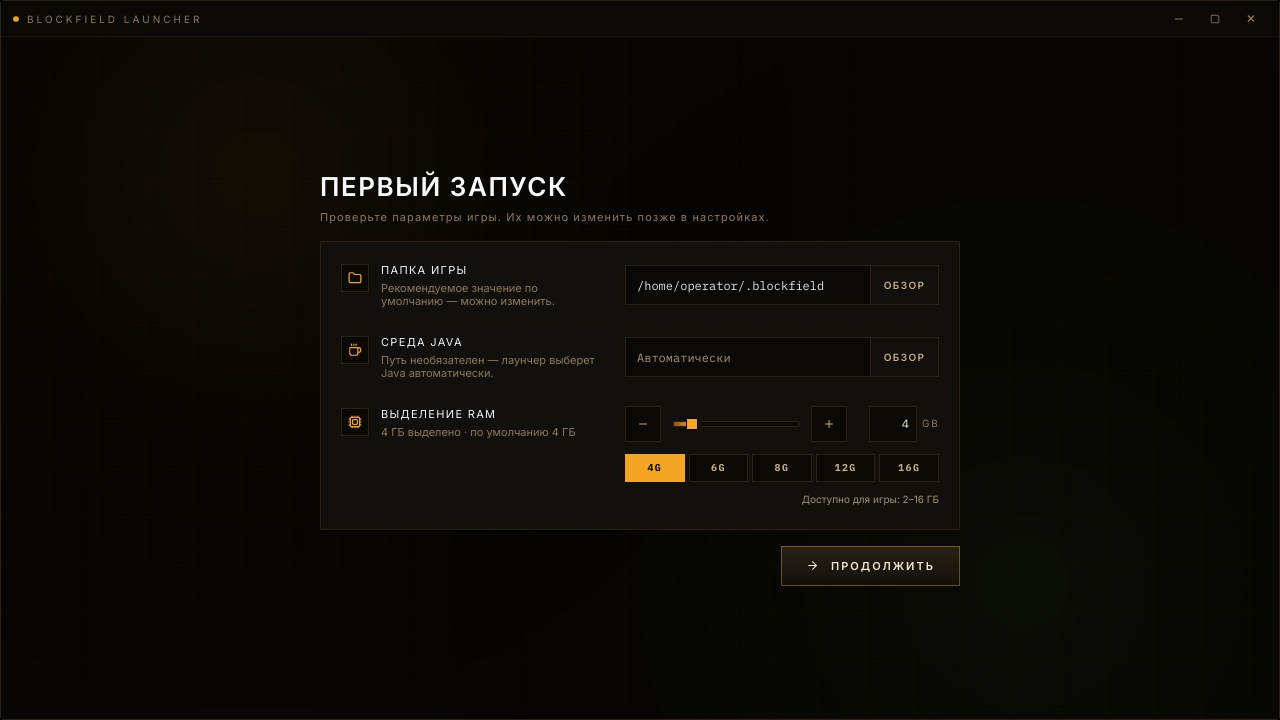 BLOCKFIELD LAUNCHER
ПЕРВЫЙ ЗАПУСК
Проверьте параметры игры. Их можно изменить позже в настройках.
ПАПКА ИГРЫ
Рекомендуемое значение по
умолчанию — можно изменить.
/home/operator/.blockfield
ОБЗОР
СРЕДА JAVA
Путь необязателен — лаунчер выберет
Java автоматически.
Автоматически
ОБЗОР
ВЫДЕЛЕНИЕ RAM
4 ГБ выделено · по умолчанию 4 ГБ
4 GB
4G 6G 8G 12G 16G
Доступно для игры: 2–16 ГБ
ПРОДОЛЖИТЬ